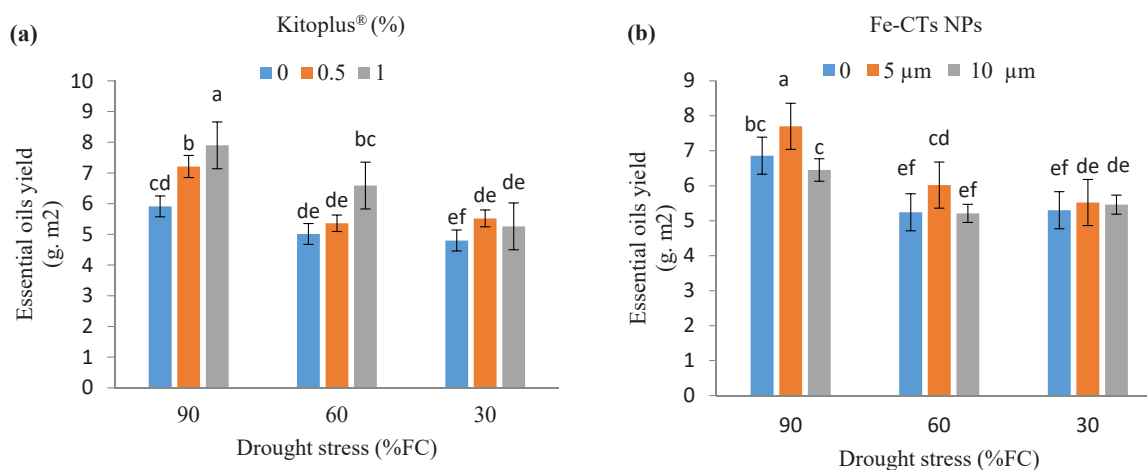 (a)
Kitoplus® (%)
0 0.5 1
Essential oils yield
(g. m2)
10
9
8
7
6
5
4
3
2
1
0
cd b a
de de bc
ef de de
90 60 30
Drought stress (%FC)
(b)
Fe-CTs NPs
0 5 µm 10 µm
Essential oils yield
(g. m2)
9
8
7
6
5
4
3
2
1
0
bc a c
ef cd ef
ef de de
90 60 30
Drought stress (%FC)